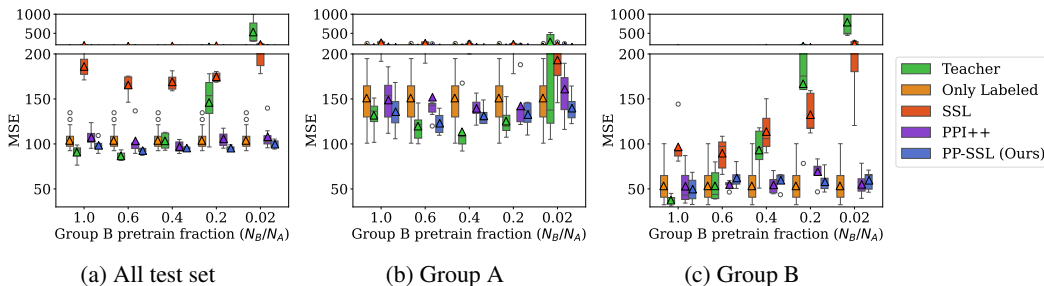 1000
500
200
150
100
50
MSE
1.0 0.6 0.4 0.2 0.02
Group B pretrain fraction (N_B/N_A)
(a) All test set
1000
500
200
150
100
50
MSE
1.0 0.6 0.4 0.2 0.02
Group B pretrain fraction (N_B/N_A)
(b) Group A
1000
500
200
150
100
50
MSE
1.0 0.6 0.4 0.2 0.02
Group B pretrain fraction (N_B/N_A)
(c) Group B
Teacher
Only Labeled
SSL
PPI++
PP-SSL (Ours)